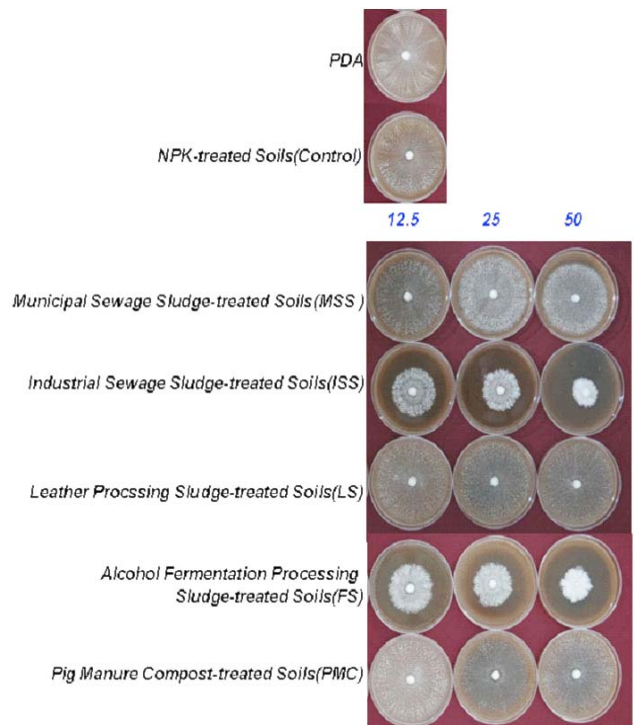 PDA
NPK-treated Soils(Control)
12.5 25 50
Municipal Sewage Sludge-treated Soils(MSS )
Industrial Sewage Sludge-treated Soils(ISS)
Leather Procssing Sludge-treated Soils(LS)
Alcohol Fermentation Processing
Sludge-treated Soils(FS)
Pig Manure Compost-treated Soils(PMC)